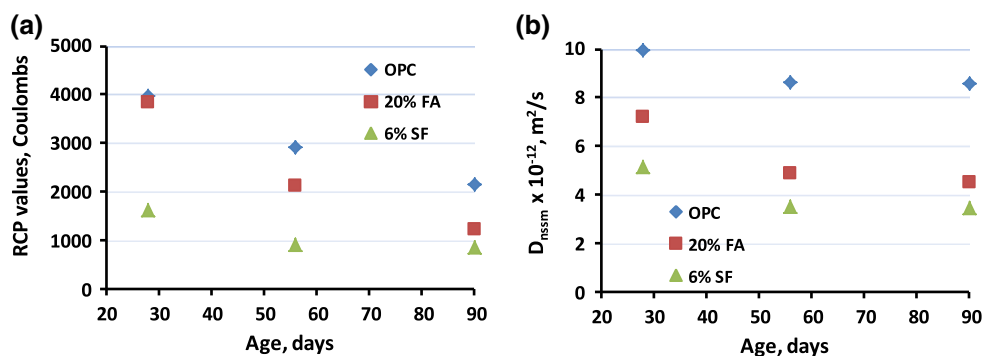 (a)
5000
4000
3000
2000
1000
0
RCP values, Coulombs
OPC
20% FA
6% SF
20 30 40 50 60 70 80 90
Age, days
(b)
10
8
6
4
2
0
Dnssm x 10-12, m2/s
OPC
20% FA
6% SF
20 30 40 50 60 70 80 90
Age, days